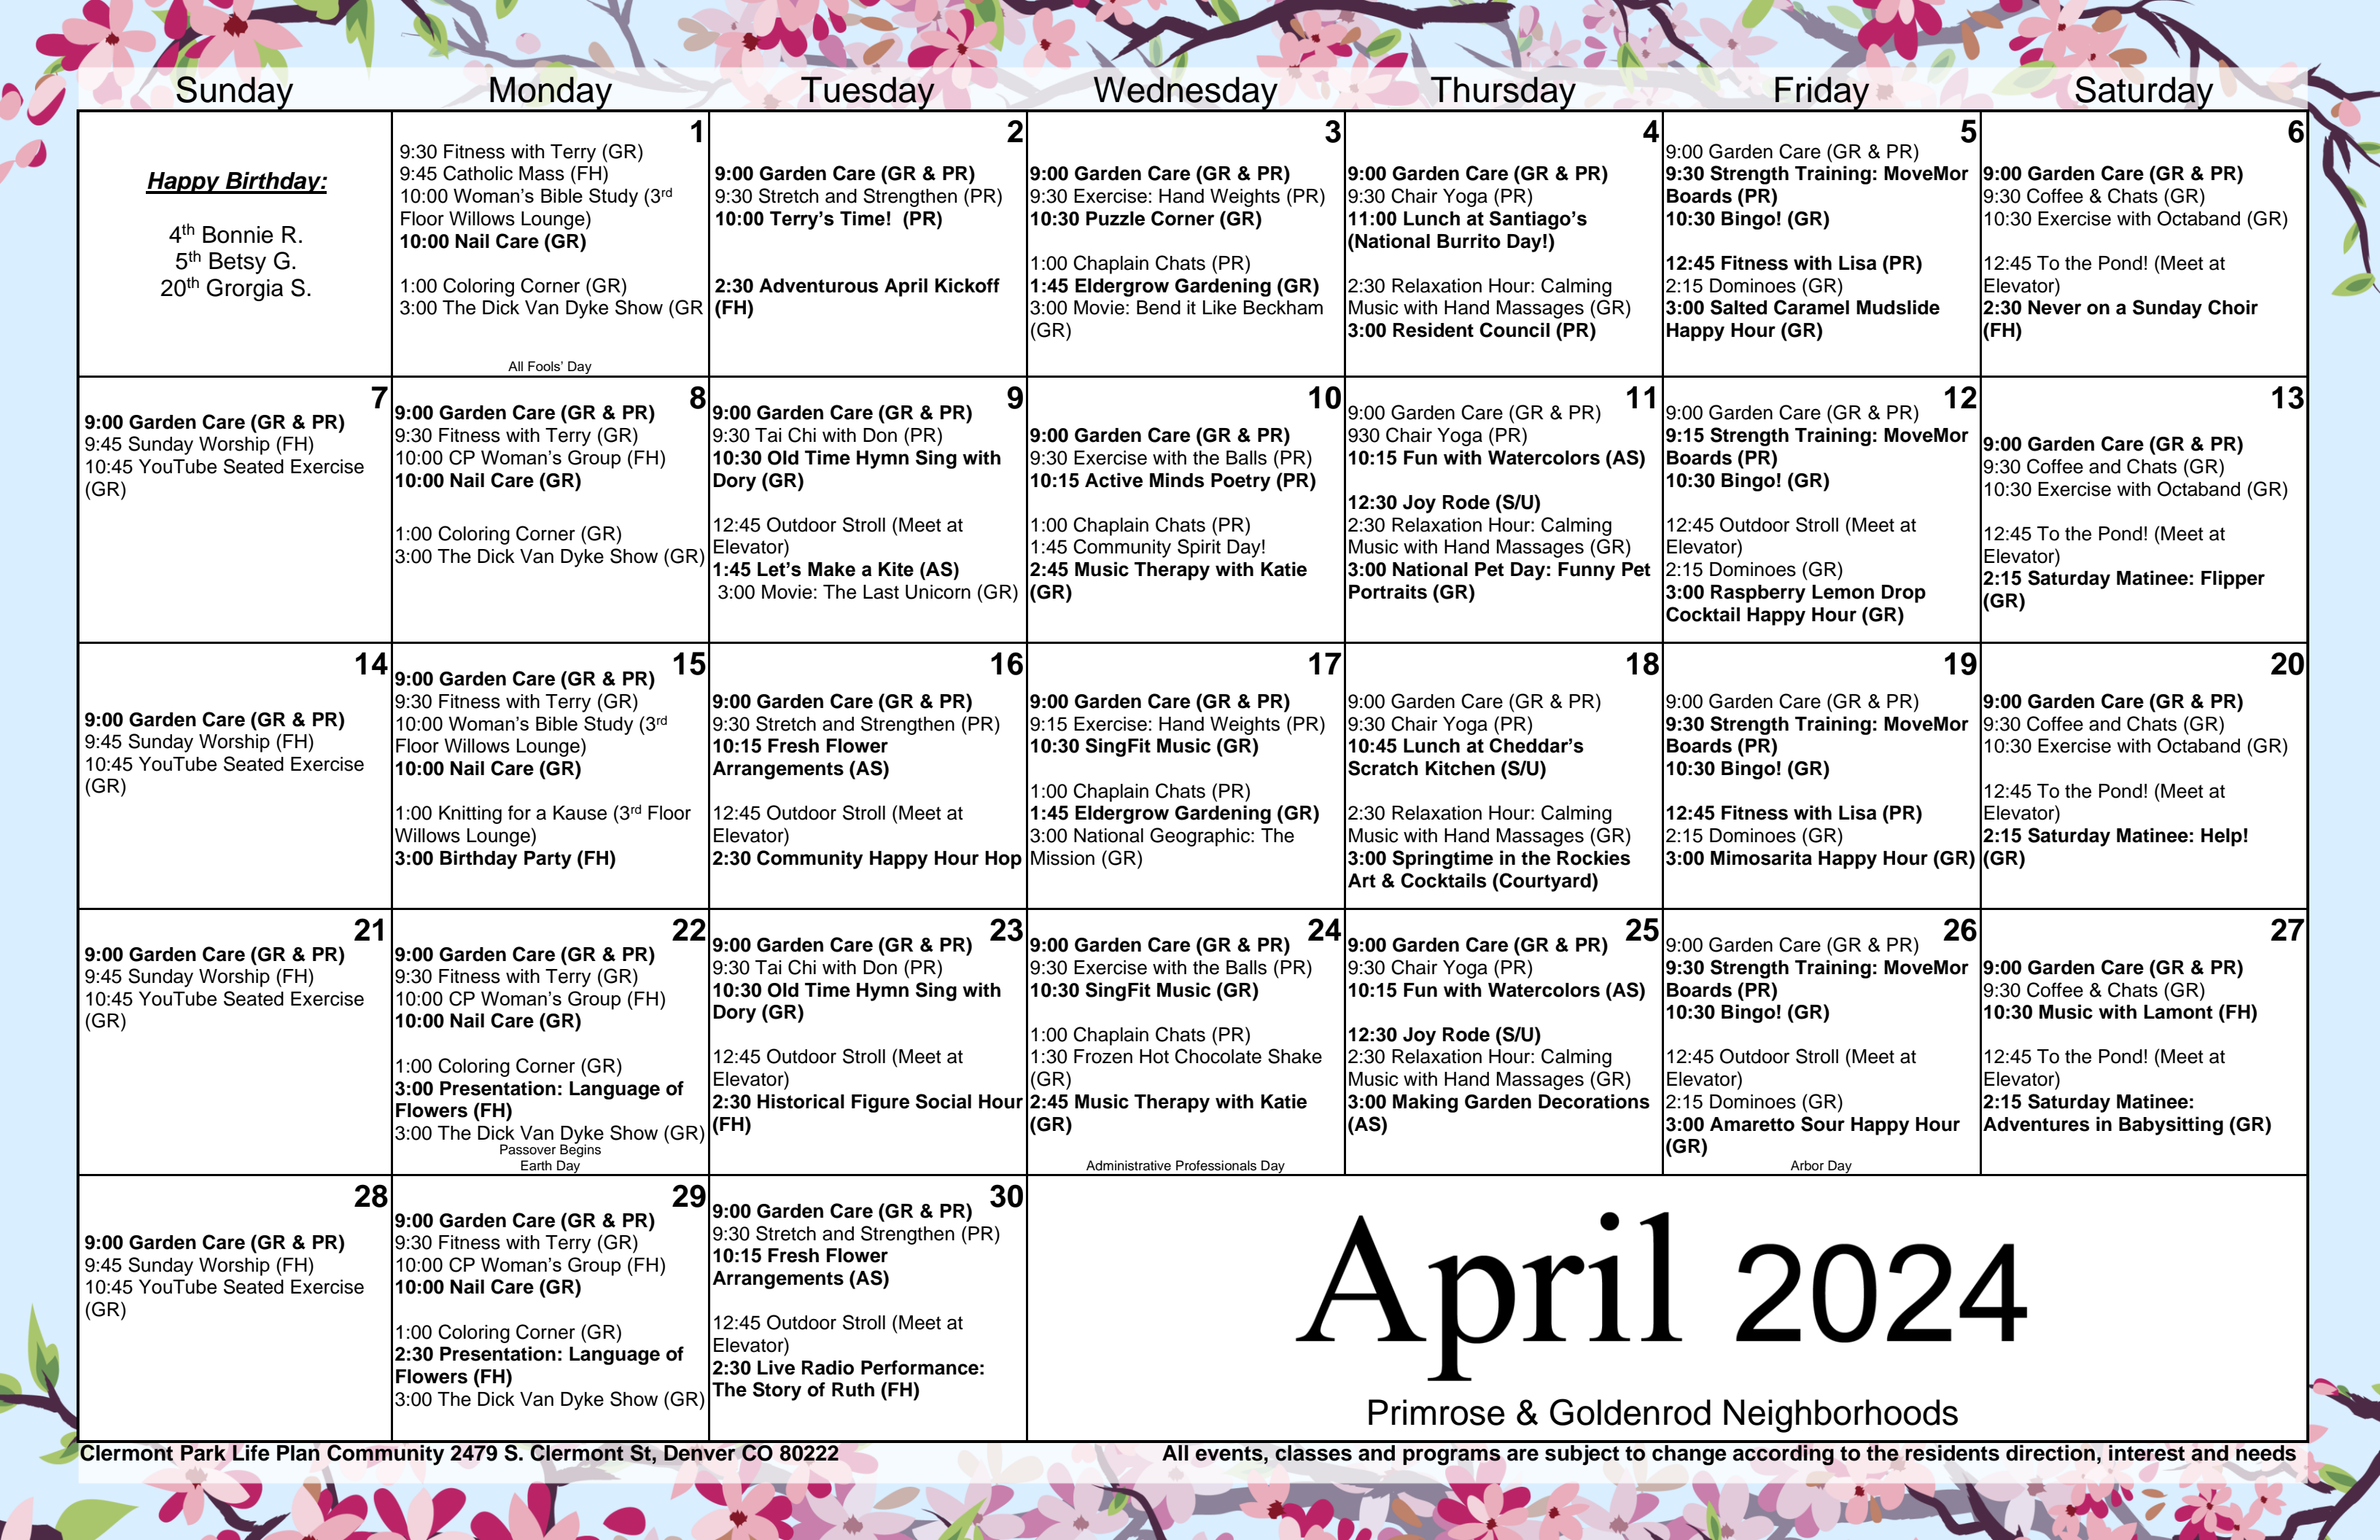 Sunday Monday Tuesday Wednesday Thursday Friday Saturday
Happy Birthday:
4th Bonnie R.
5th Betsy G.
20th Grorgia S.
1
9:30 Fitness with Terry (GR)
9:45 Catholic Mass (FH)
10:00 Woman's Bible Study (3rd
Floor Willows Lounge)
10:00 Nail Care (GR)
1:00 Coloring Corner (GR)
3:00 The Dick Van Dyke Show (GR
All Fools' Day
2
9:00 Garden Care (GR & PR)
9:30 Stretch and Strengthen (PR)
10:00 Terry's Time! (PR)
2:30 Adventurous April Kickoff
(FH)
3
9:00 Garden Care (GR & PR)
9:30 Exercise: Hand Weights (PR)
10:30 Puzzle Corner (GR)
1:00 Chaplain Chats (PR)
1:45 Eldergrow Gardening (GR)
3:00 Movie: Bend it Like Beckham
(GR)
4
9:00 Garden Care (GR & PR)
9:30 Chair Yoga (PR)
11:00 Lunch at Santiago's
(National Burrito Day!)
2:30 Relaxation Hour: Calming
Music with Hand Massages (GR)
3:00 Resident Council (PR)
5
9:00 Garden Care (GR & PR)
9:30 Strength Training: MoveMor
Boards (PR)
10:30 Bingo! (GR)
12:45 Fitness with Lisa (PR)
2:15 Dominoes (GR)
3:00 Salted Caramel Mudslide
Happy Hour (GR)
6
9:00 Garden Care (GR & PR)
9:30 Coffee & Chats (GR)
10:30 Exercise with Octaband (GR)
12:45 To the Pond! (Meet at
Elevator)
2:30 Never on a Sunday Choir
(FH)
7
9:00 Garden Care (GR & PR)
9:45 Sunday Worship (FH)
10:45 YouTube Seated Exercise
(GR)
8
9:00 Garden Care (GR & PR)
9:30 Fitness with Terry (GR)
10:00 CP Woman's Group (FH)
10:00 Nail Care (GR)
1:00 Coloring Corner (GR)
3:00 The Dick Van Dyke Show (GR)
9
9:00 Garden Care (GR & PR)
9:30 Tai Chi with Don (PR)
10:30 Old Time Hymn Sing with
Dory (GR)
12:45 Outdoor Stroll (Meet at
Elevator)
1:45 Let's Make a Kite (AS)
3:00 Movie: The Last Unicorn (GR)
10
9:00 Garden Care (GR & PR)
9:30 Exercise with the Balls (PR)
10:15 Active Minds Poetry (PR)
1:00 Chaplain Chats (PR)
1:45 Community Spirit Day!
2:45 Music Therapy with Katie
(GR)
11
9:00 Garden Care (GR & PR)
930 Chair Yoga (PR)
10:15 Fun with Watercolors (AS)
12:30 Joy Rode (S/U)
2:30 Relaxation Hour: Calming
Music with Hand Massages (GR)
3:00 National Pet Day: Funny Pet
Portraits (GR)
12
9:00 Garden Care (GR & PR)
9:15 Strength Training: MoveMor
Boards (PR)
10:30 Bingo! (GR)
12:45 Outdoor Stroll (Meet at
Elevator)
2:15 Dominoes (GR)
3:00 Raspberry Lemon Drop
Cocktail Happy Hour (GR)
13
9:00 Garden Care (GR & PR)
9:30 Coffee and Chats (GR)
10:30 Exercise with Octaband (GR)
12:45 To the Pond! (Meet at
Elevator)
2:15 Saturday Matinee: Flipper
(GR)
14
9:00 Garden Care (GR & PR)
9:45 Sunday Worship (FH)
10:45 YouTube Seated Exercise
(GR)
15
9:00 Garden Care (GR & PR)
9:30 Fitness with Terry (GR)
10:00 Woman's Bible Study (3rd
Floor Willows Lounge)
10:00 Nail Care (GR)
1:00 Knitting for a Kause (3rd Floor
Willows Lounge)
3:00 Birthday Party (FH)
16
9:00 Garden Care (GR & PR)
9:30 Stretch and Strengthen (PR)
10:15 Fresh Flower
Arrangements (AS)
12:45 Outdoor Stroll (Meet at
Elevator)
2:30 Community Happy Hour Hop
17
9:00 Garden Care (GR & PR)
9:15 Exercise: Hand Weights (PR)
10:30 SingFit Music (GR)
1:00 Chaplain Chats (PR)
1:45 Eldergrow Gardening (GR)
3:00 National Geographic: The
Mission (GR)
18
9:00 Garden Care (GR & PR)
9:30 Chair Yoga (PR)
10:45 Lunch at Cheddar's
Scratch Kitchen (S/U)
2:30 Relaxation Hour: Calming
Music with Hand Massages (GR)
3:00 Springtime in the Rockies
Art & Cocktails (Courtyard)
19
9:00 Garden Care (GR & PR)
9:30 Strength Training: MoveMor
Boards (PR)
10:30 Bingo! (GR)
12:45 Fitness with Lisa (PR)
2:15 Dominoes (GR)
3:00 Mimosarita Happy Hour (GR)
20
9:00 Garden Care (GR & PR)
9:30 Coffee and Chats (GR)
10:30 Exercise with Octaband (GR)
12:45 To the Pond! (Meet at
Elevator)
2:15 Saturday Matinee: Help!
(GR)
21
9:00 Garden Care (GR & PR)
9:45 Sunday Worship (FH)
10:45 YouTube Seated Exercise
(GR)
22
9:00 Garden Care (GR & PR)
9:30 Fitness with Terry (GR)
10:00 CP Woman's Group (FH)
10:00 Nail Care (GR)
1:00 Coloring Corner (GR)
3:00 Presentation: Language of
Flowers (FH)
3:00 The Dick Van Dyke Show (GR)
Passover Begins
Earth Day
23
9:00 Garden Care (GR & PR)
9:30 Tai Chi with Don (PR)
10:30 Old Time Hymn Sing with
Dory (GR)
12:45 Outdoor Stroll (Meet at
Elevator)
2:30 Historical Figure Social Hour
(FH)
24
9:00 Garden Care (GR & PR)
9:30 Exercise with the Balls (PR)
10:30 SingFit Music (GR)
1:00 Chaplain Chats (PR)
1:30 Frozen Hot Chocolate Shake
(GR)
2:45 Music Therapy with Katie
(GR)
Administrative Professionals Day
25
9:00 Garden Care (GR & PR)
9:30 Chair Yoga (PR)
10:15 Fun with Watercolors (AS)
12:30 Joy Rode (S/U)
2:30 Relaxation Hour: Calming
Music with Hand Massages (GR)
3:00 Making Garden Decorations
(AS)
26
9:00 Garden Care (GR & PR)
9:30 Strength Training: MoveMor
Boards (PR)
10:30 Bingo! (GR)
12:45 Outdoor Stroll (Meet at
Elevator)
2:15 Dominoes (GR)
3:00 Amaretto Sour Happy Hour
(GR)
Arbor Day
27
9:00 Garden Care (GR & PR)
9:30 Coffee & Chats (GR)
10:30 Music with Lamont (FH)
12:45 To the Pond! (Meet at
Elevator)
2:15 Saturday Matinee:
Adventures in Babysitting (GR)
28
9:00 Garden Care (GR & PR)
9:45 Sunday Worship (FH)
10:45 YouTube Seated Exercise
(GR)
29
9:00 Garden Care (GR & PR)
9:30 Fitness with Terry (GR)
10:00 CP Woman's Group (FH)
10:00 Nail Care (GR)
1:00 Coloring Corner (GR)
2:30 Presentation: Language of
Flowers (FH)
3:00 The Dick Van Dyke Show (GR)
30
9:00 Garden Care (GR & PR)
9:30 Stretch and Strengthen (PR)
10:15 Fresh Flower
Arrangements (AS)
12:45 Outdoor Stroll (Meet at
Elevator)
2:30 Live Radio Performance:
The Story of Ruth (FH)
April 2024
Primrose & Goldenrod Neighborhoods
Clermont Park Life Plan Community 2479 S. Clermont St, Denver CO 80222
All events, classes and programs are subject to change according to the residents direction, interest and needs